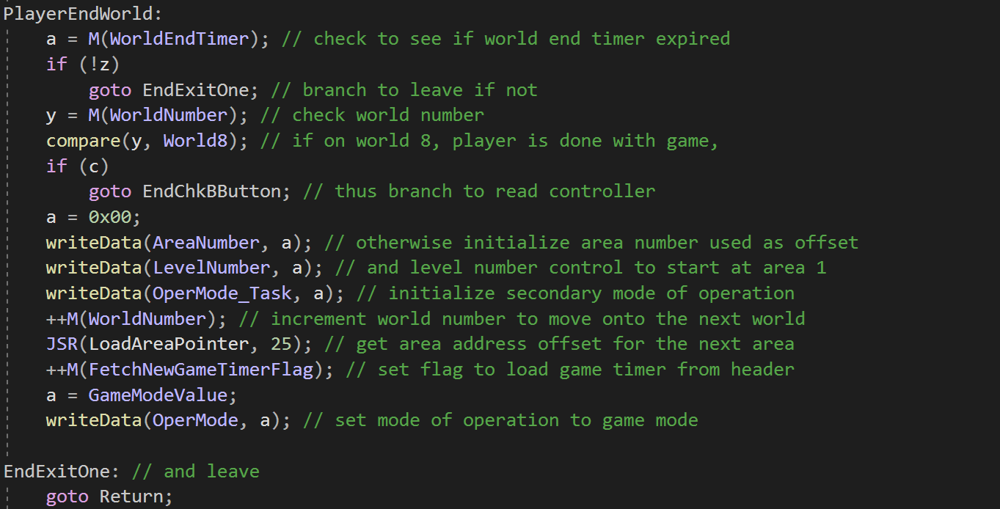 PlayerEndWorld:
    a = M(WorldEndTimer); // check to see if world end timer expired
    if (!z)
        goto EndExitOne; // branch to leave if not
    y = M(WorldNumber); // check world number
    compare(y, World8); // if on world 8, player is done with game,
    if (c)
        goto EndChkBButton; // thus branch to read controller
    a = 0x00;
    writeData(AreaNumber, a); // otherwise initialize area number used as offset
    writeData(LevelNumber, a); // and level number control to start at area 1
    writeData(OperMode_Task, a); // initialize secondary mode of operation
    ++M(WorldNumber); // increment world number to move onto the next world
    JSR(LoadAreaPointer, 25); // get area address offset for the next area
    ++M(FetchNewGameTimerFlag); // set flag to load game timer from header
    a = GameModeValue;
    writeData(OperMode, a); // set mode of operation to game mode

EndExitOne: // and leave
    goto Return;